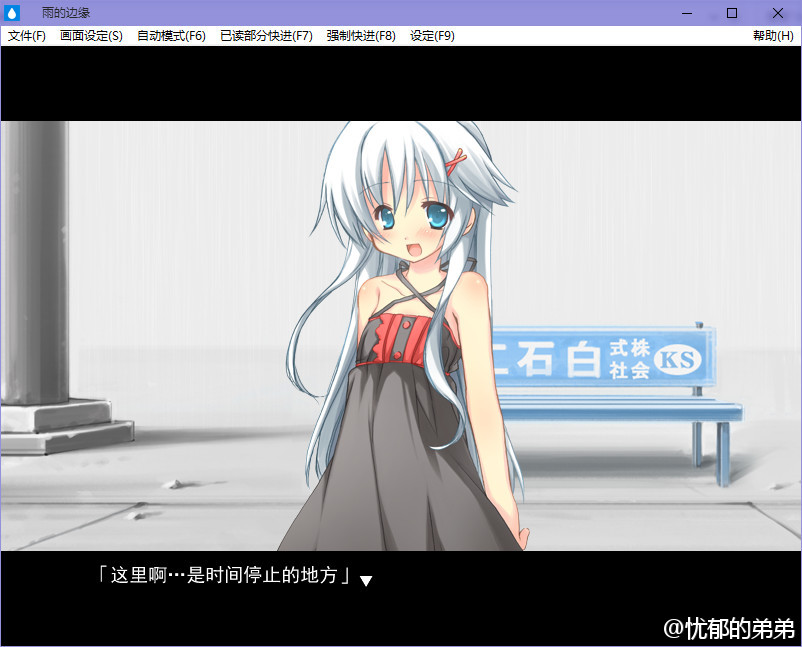 雨的边缘
文件(F) 画面设定(S) 自动模式(F6) 已读部分快进(F7) 强制快进(F8) 设定(F9) 帮助(H)
石白 式株
社会 KS
「这里啊…是时间停止的地方」
@忧郁的弟弟